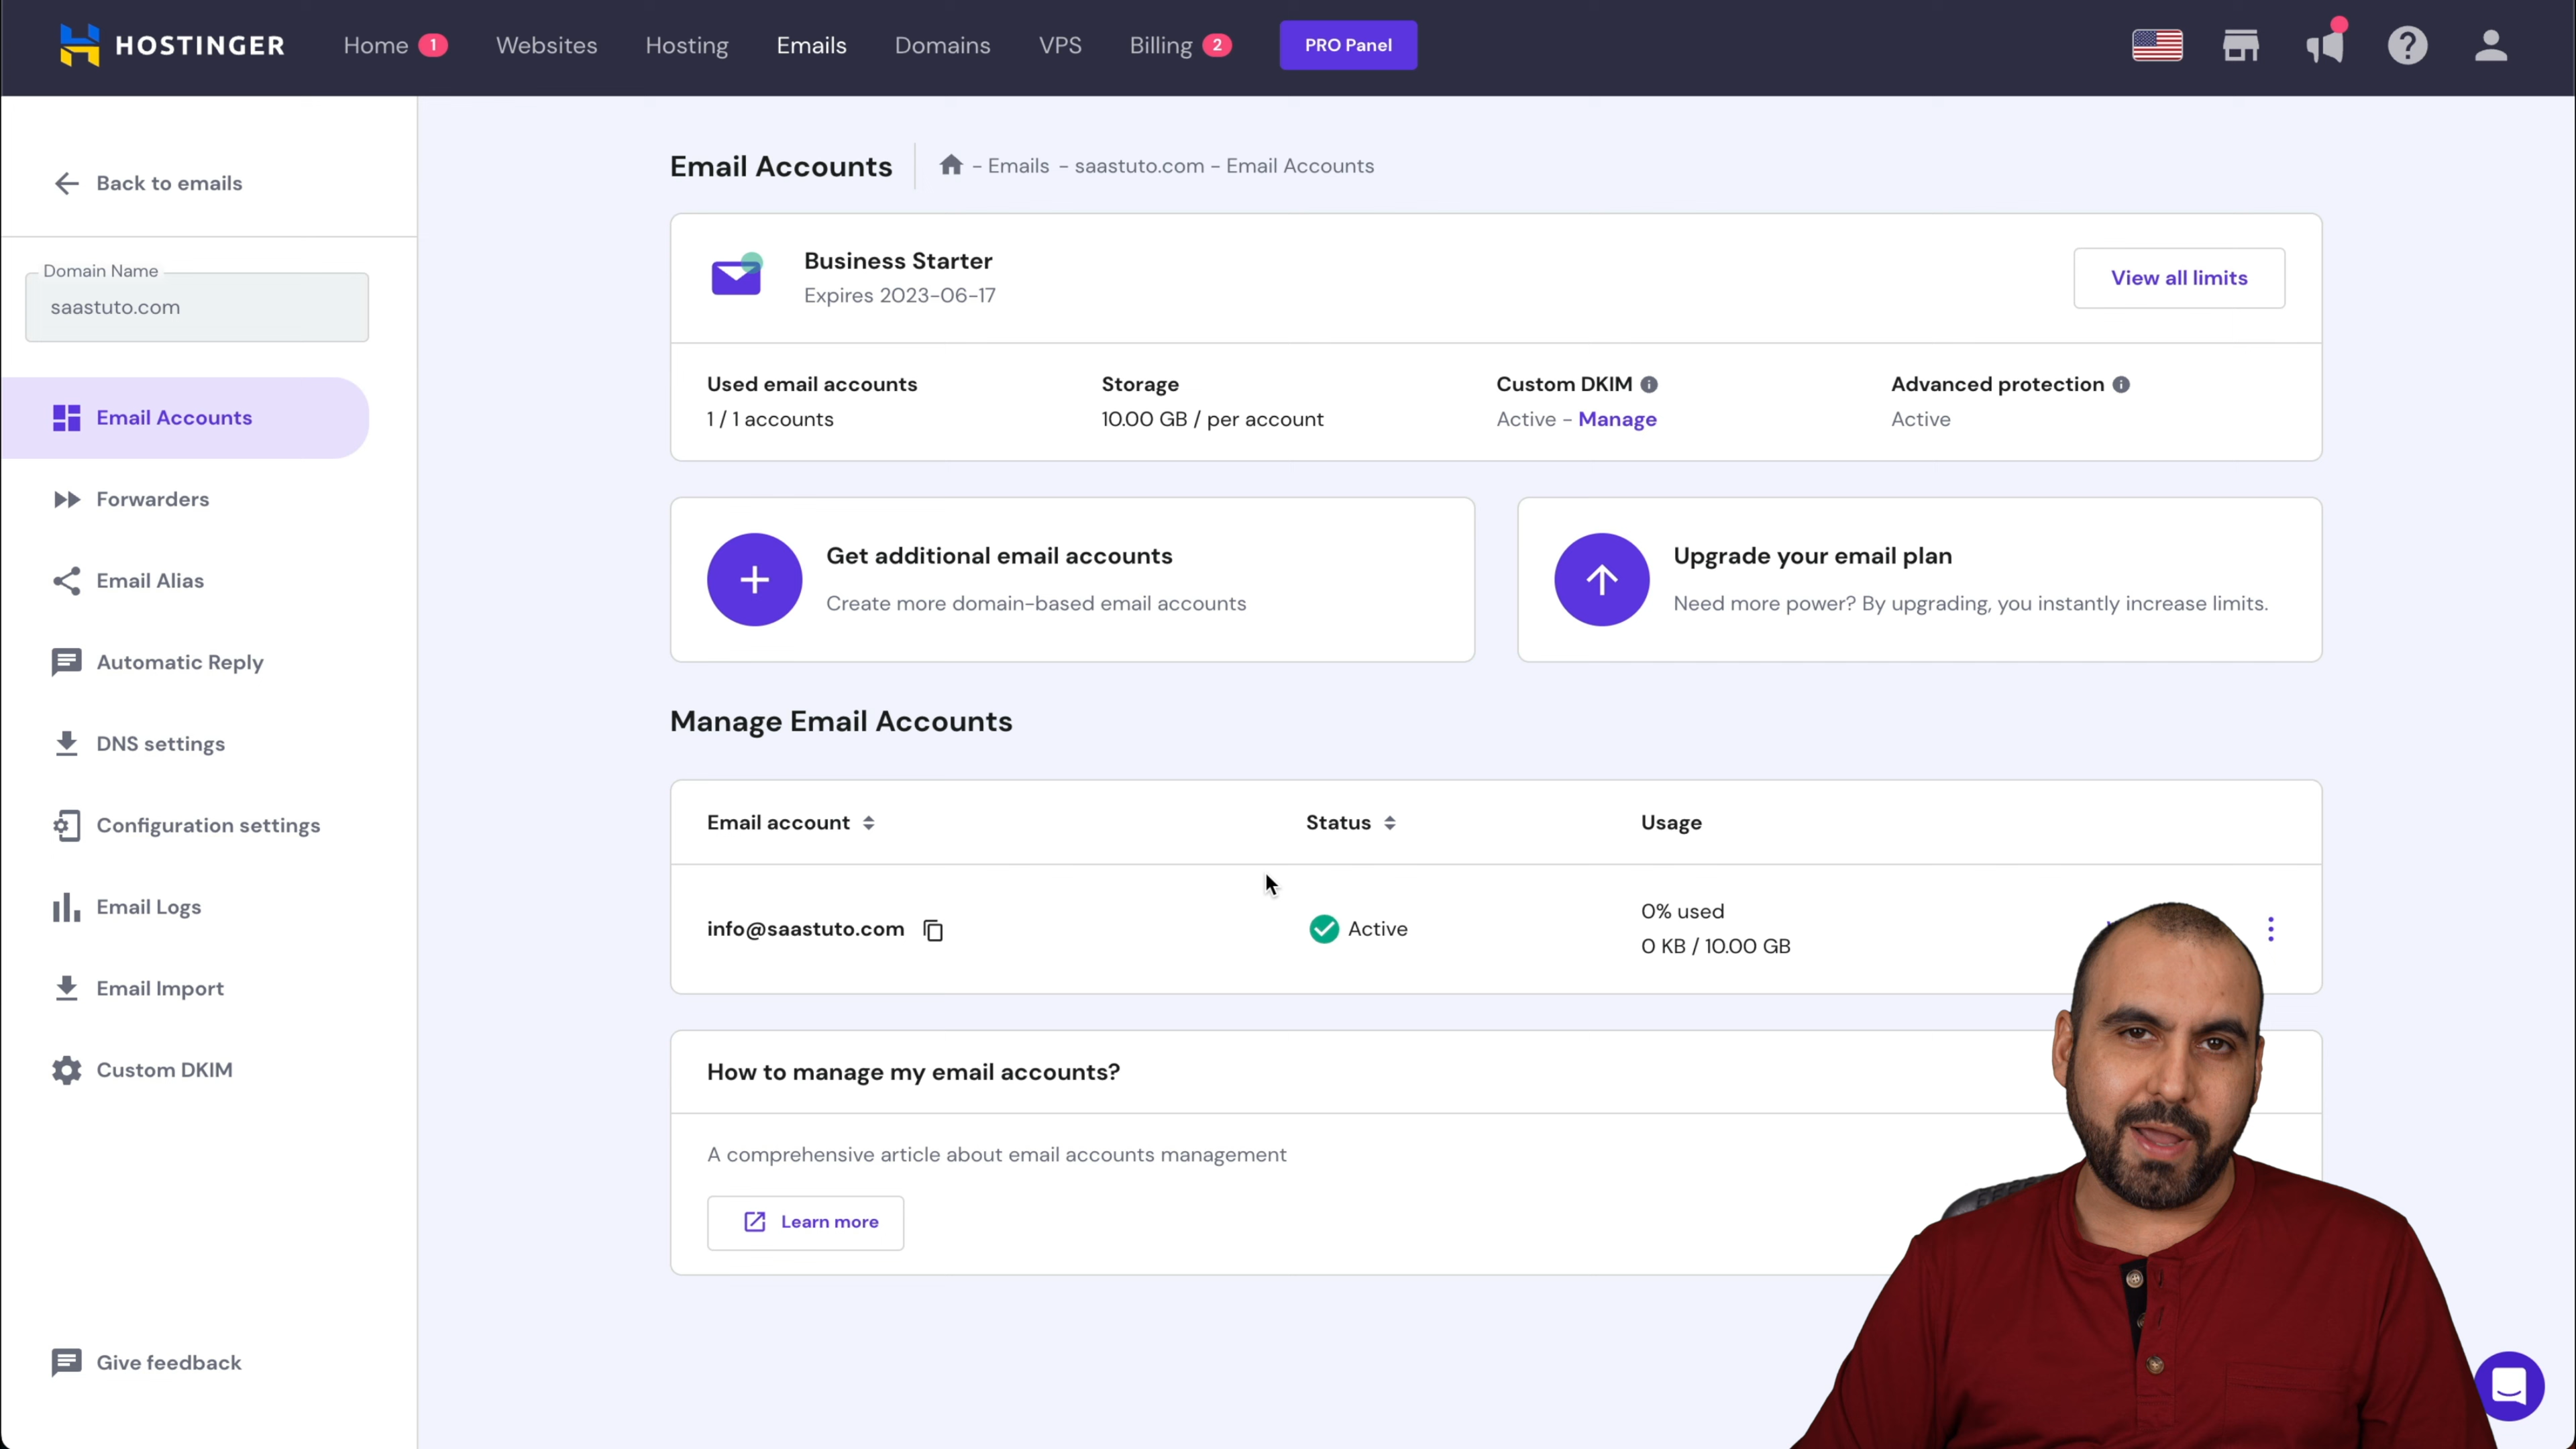 HOSTINGER
Home 1
Websites
Hosting
Emails
Domains
VPS
Billing 2
PRO Panel
Back to emails
Domain Name
saastuto.com
Email Accounts
Forwarders
Email Alias
Automatic Reply
DNS settings
Configuration settings
Email Logs
Email Import
Custom DKIM
Give feedback
Email Accounts
- Emails - saastuto.com - Email Accounts
Business Starter
Expires 2023-06-17
View all limits
Used email accounts
1 / 1 accounts
Storage
10.00 GB / per account
Custom DKIM
Active - Manage
Advanced protection
Active
Get additional email accounts
Create more domain-based email accounts
Upgrade your email plan
Need more power? By upgrading, you instantly increase limits.
Manage Email Accounts
Email account
Status
Usage
info@saastuto.com
Active
0% used
0 KB / 10.00 GB
How to manage my email accounts?
A comprehensive article about email accounts management
Learn more